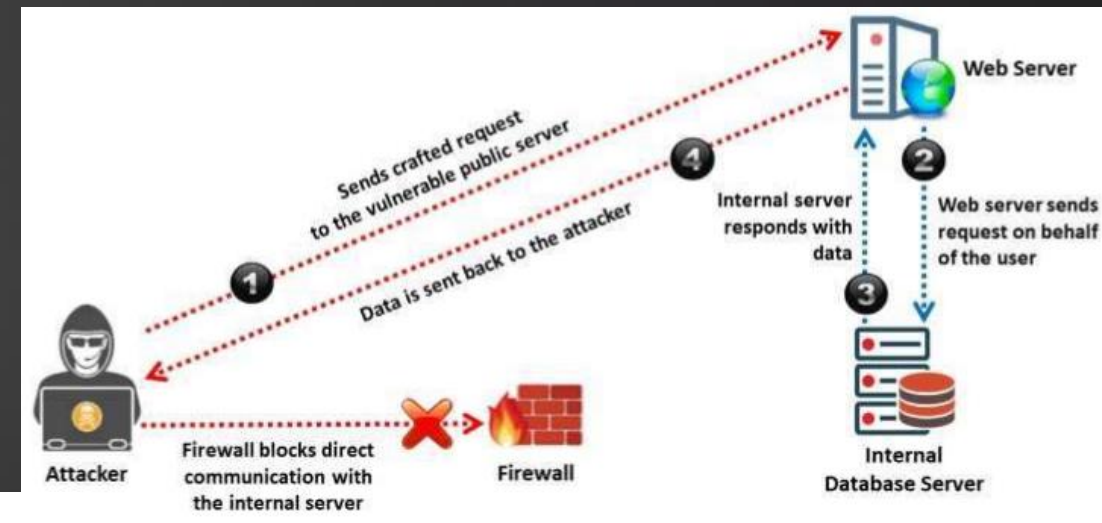 Web Server
Sends crafted request
to the vulnerable public server
1
4
Data is sent back to the attacker
Internal server
responds with
data
2
Web server sends
request on behalf
of the user
3
Attacker
Firewall blocks direct
communication with
the internal server
Firewall
Internal
Database Server